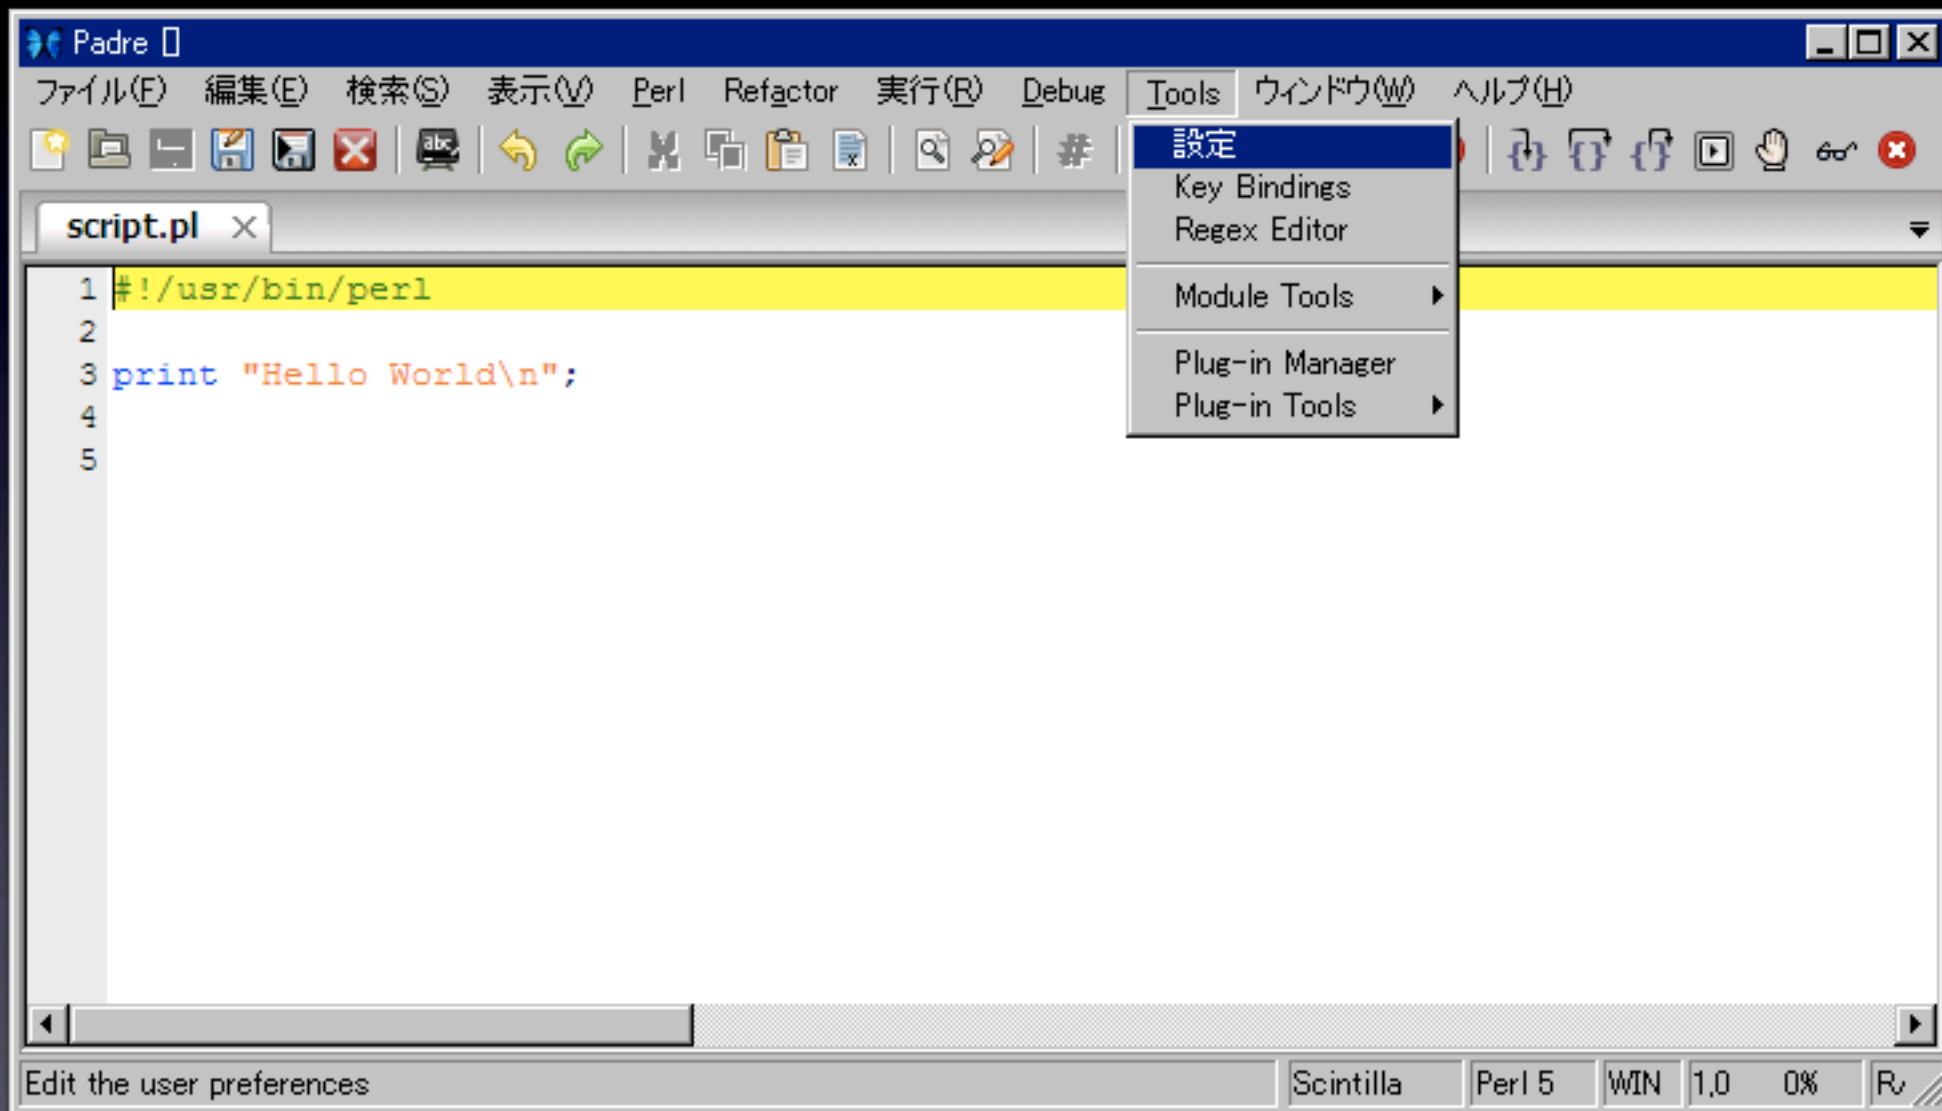 Padre
ファイル(F) 編集(E) 検索(S) 表示(V) Perl Refactor 実行(R) Debug Tools ウィンドウ(W) ヘルプ(H)
abc
#
設定
Key Bindings
Regex Editor
Module Tools
Plug-in Manager
Plug-in Tools
script.pl
1 #!/usr/bin/perl
2
3 print "Hello World\n";
4
5
Edit the user preferences Scintilla Perl 5 WIN 1,0 0%